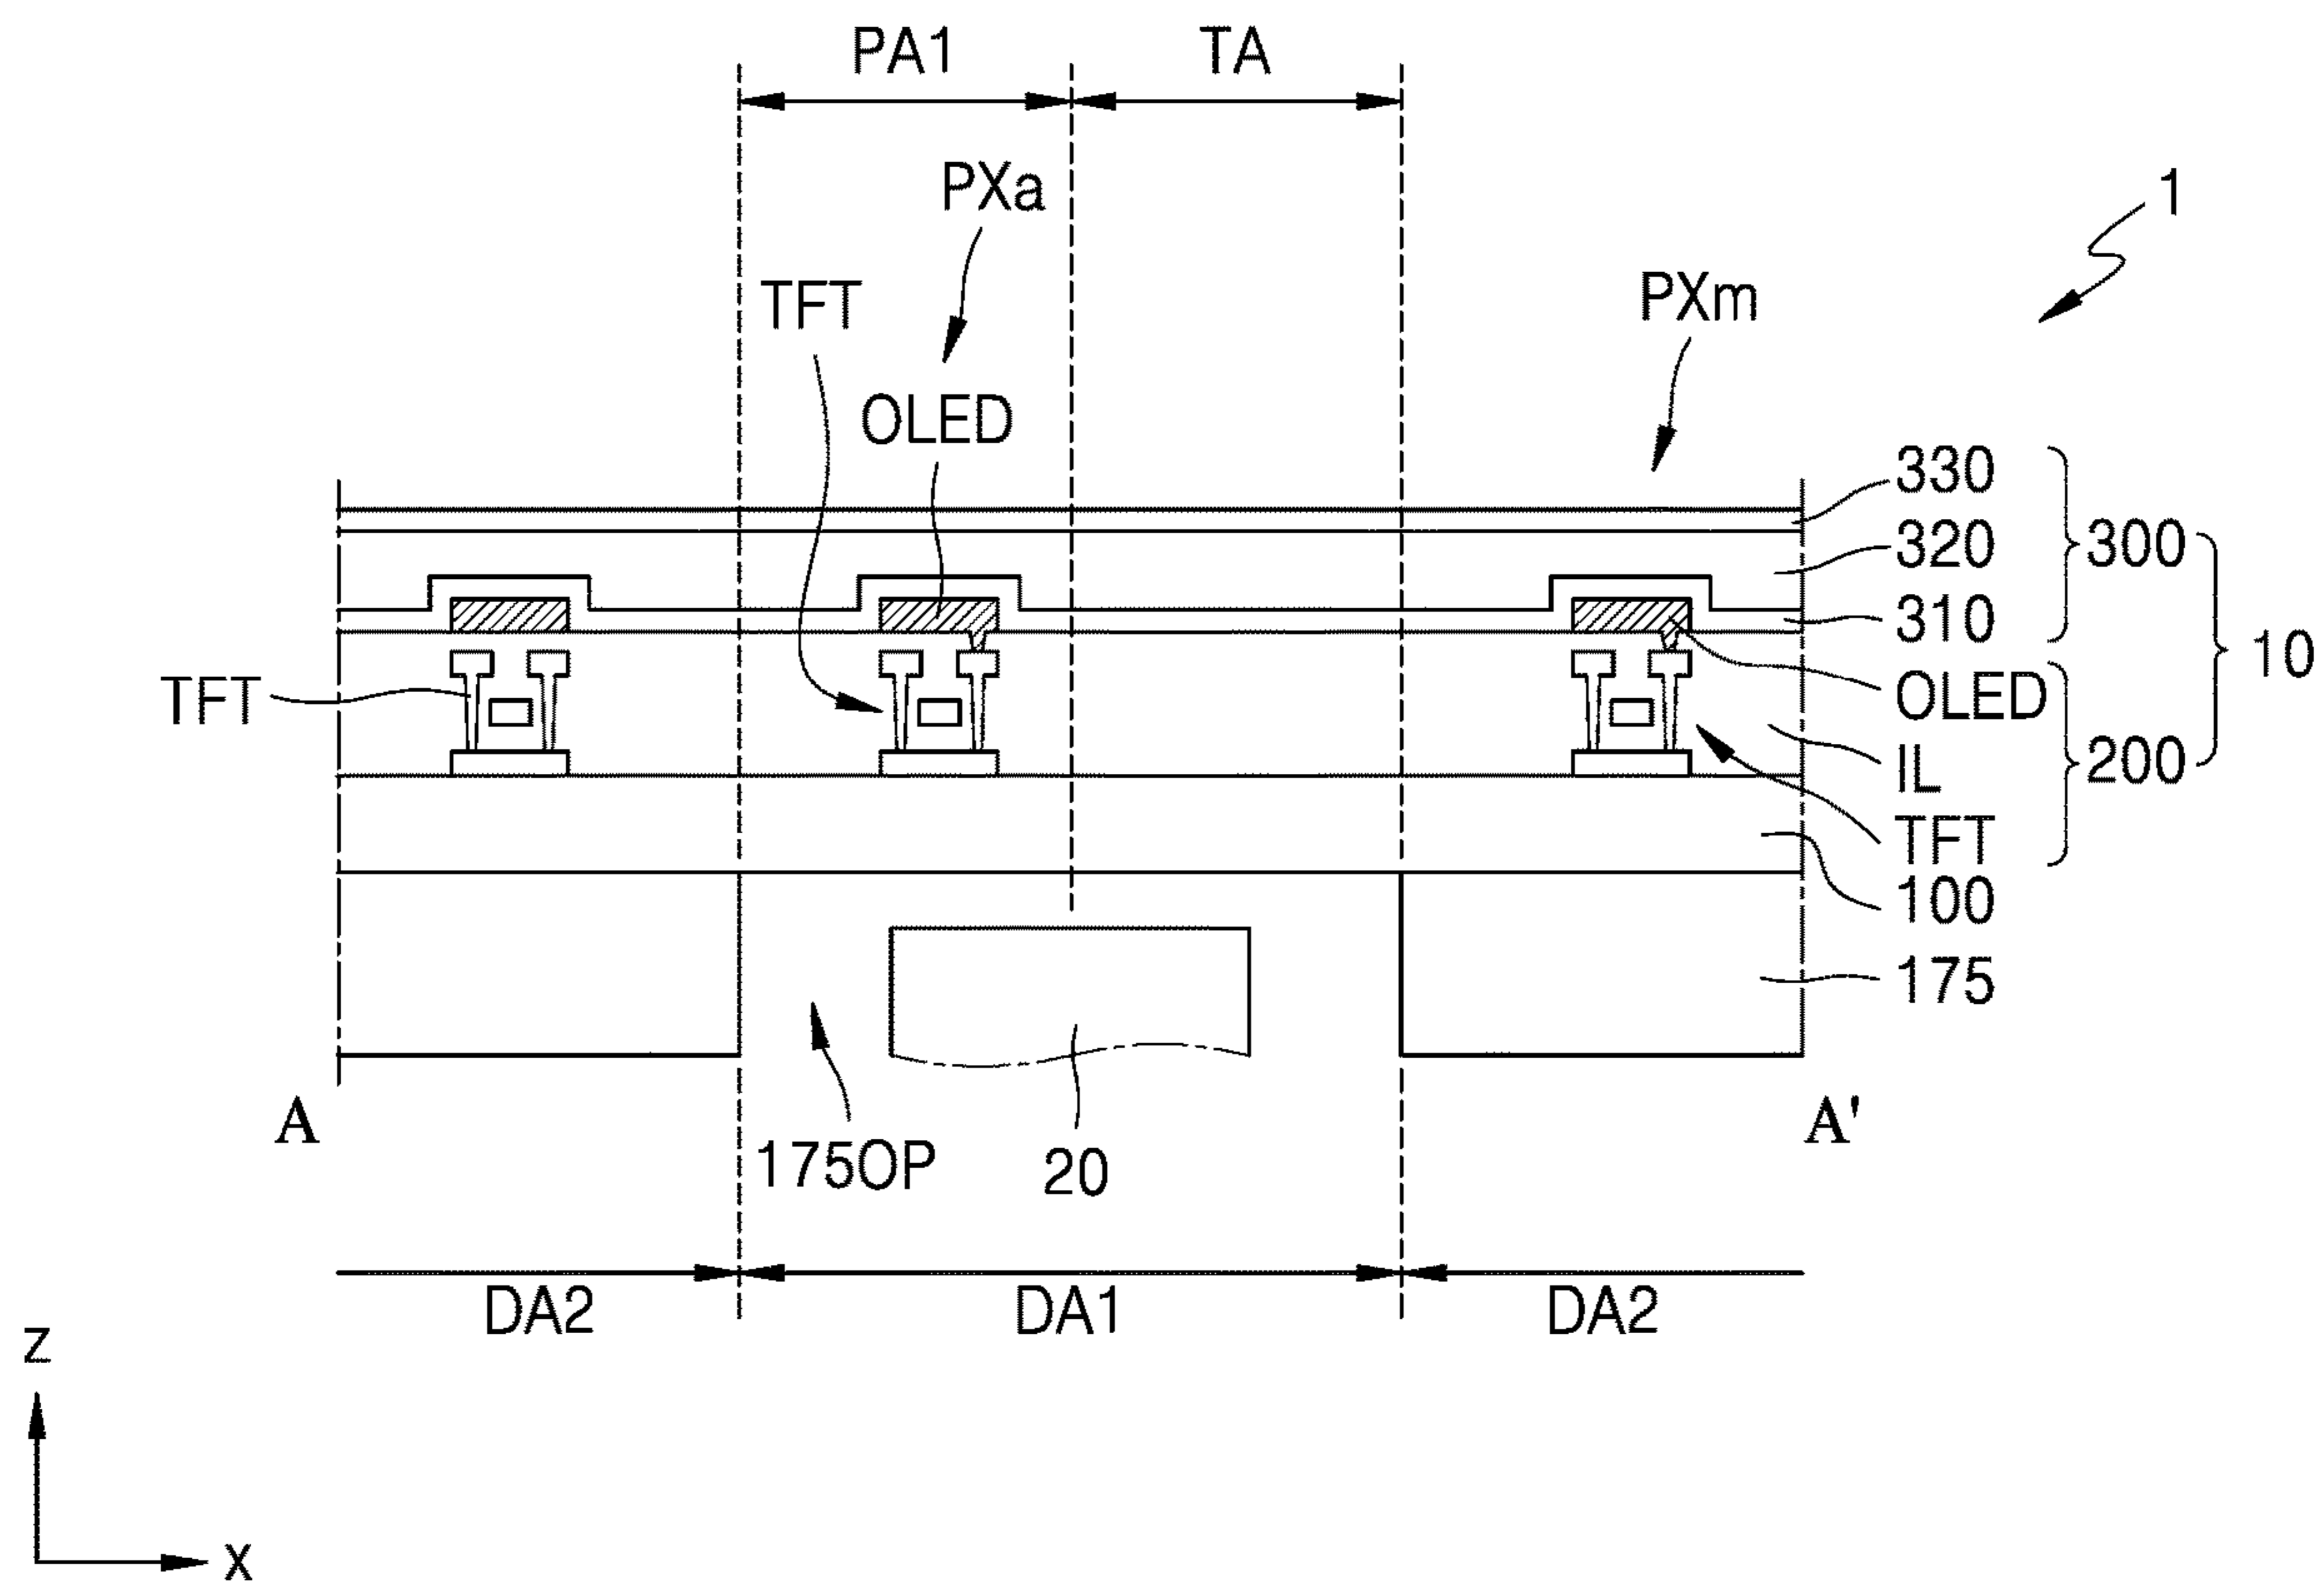 PA1 TA
PXa
1
TFT
PXm
OLED
330
320
300
310
10
TFT
OLED
IL
200
TFT
100
175
A
A'
175OP
20
DA2 DA1 DA2
z
x